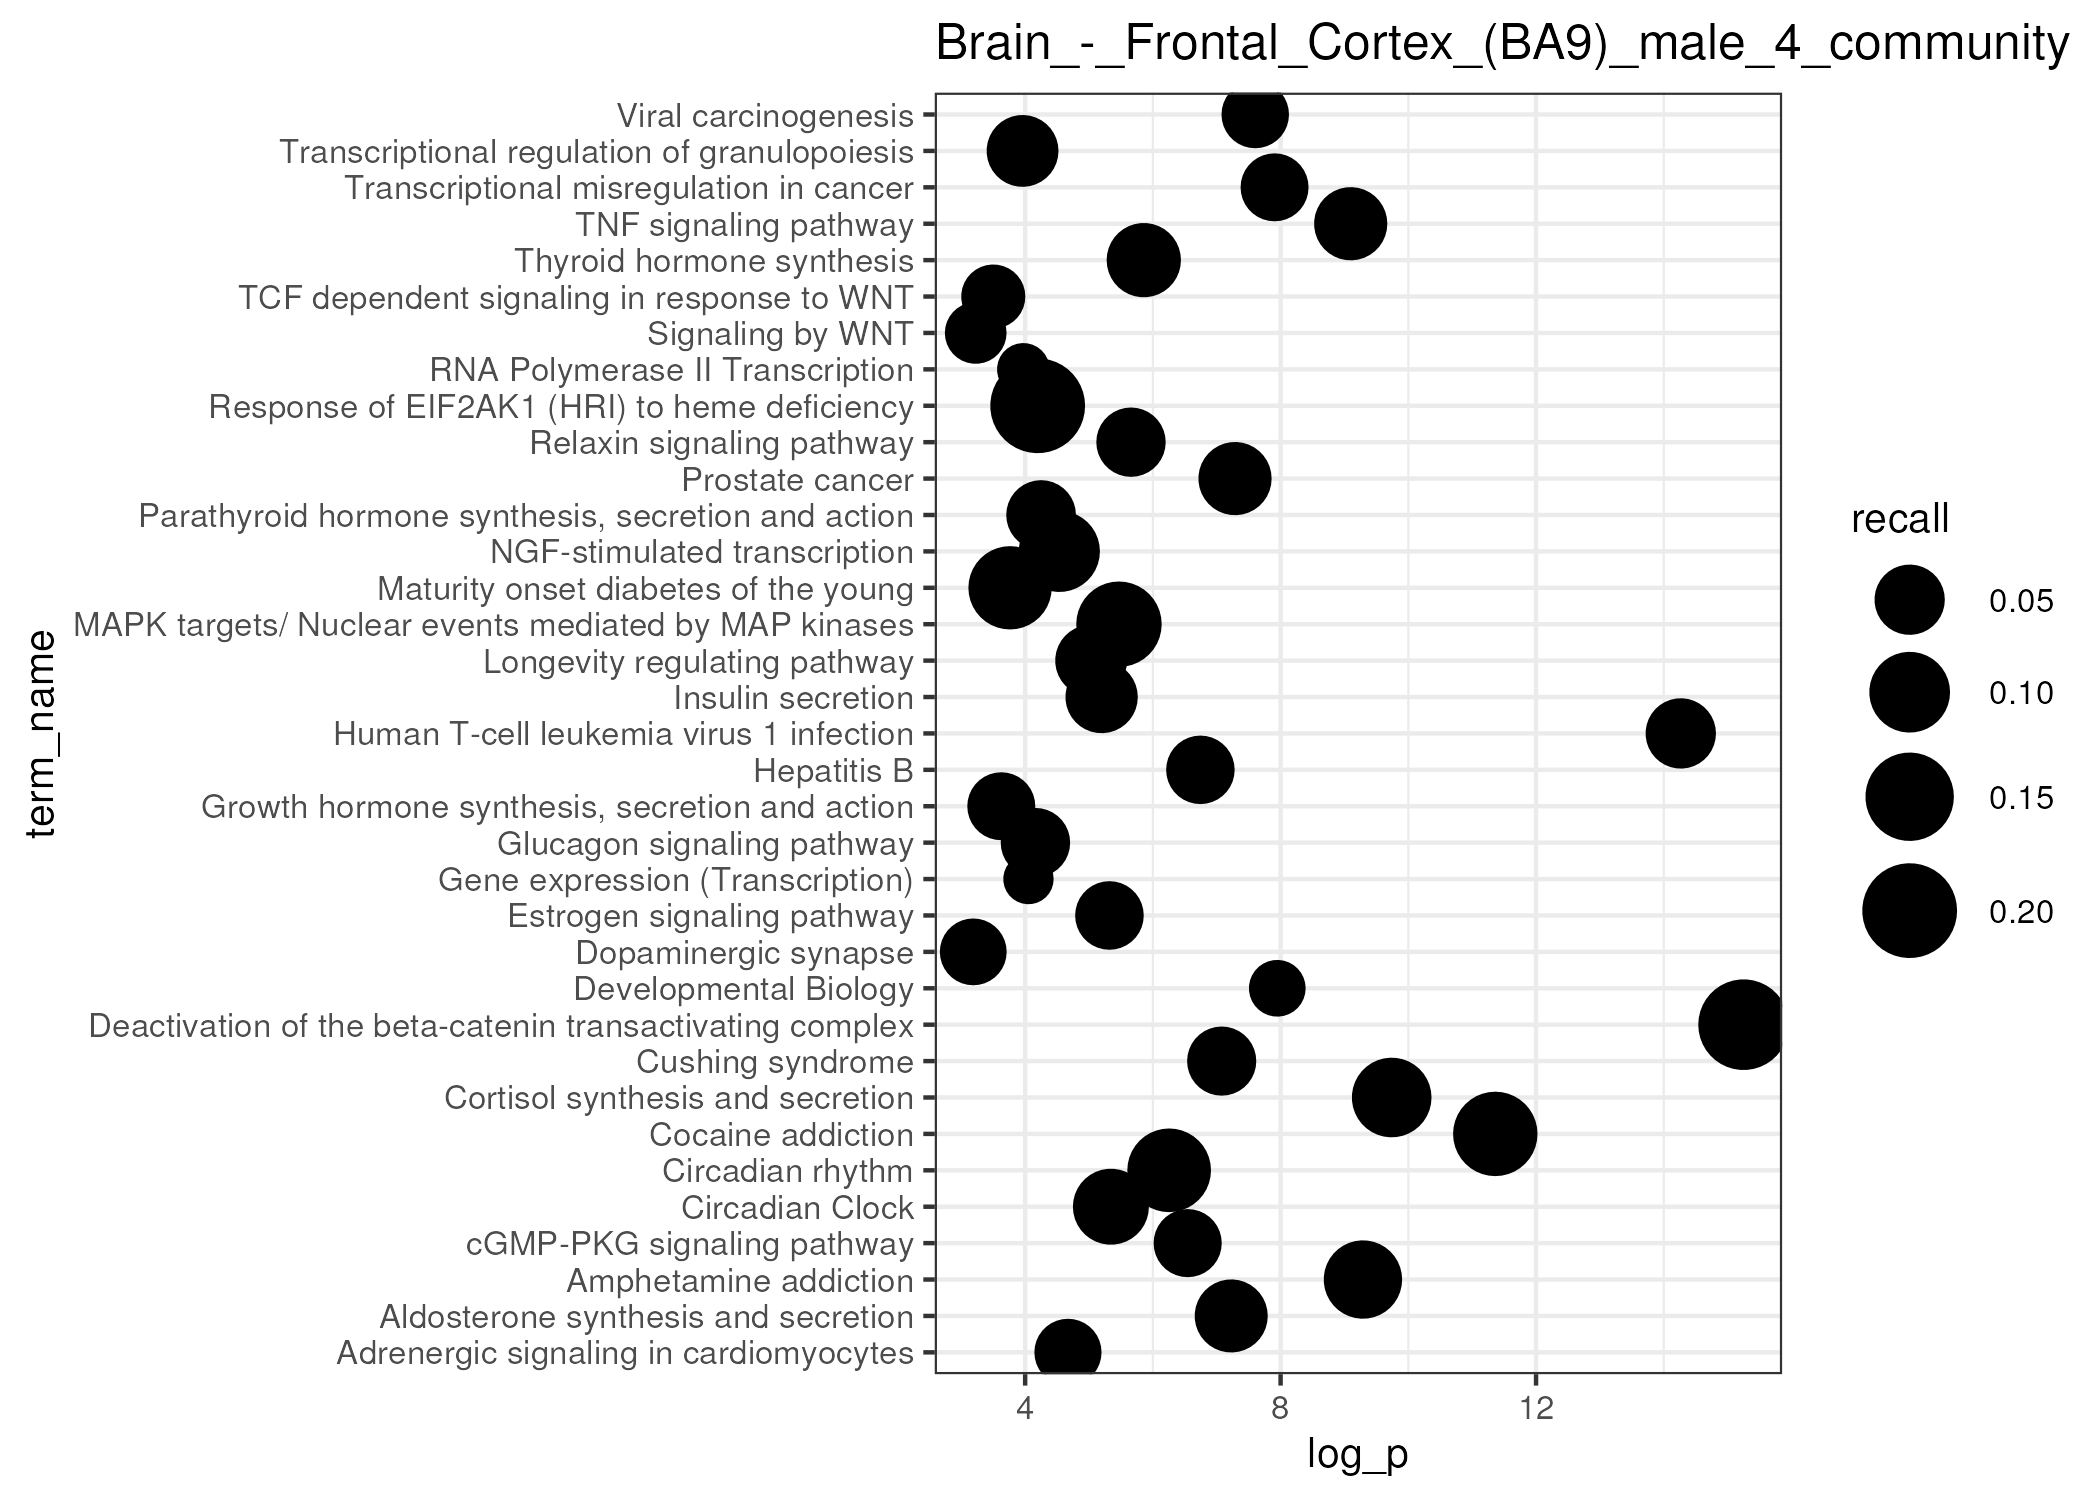 Brain_-_Frontal_Cortex_(BA9)_male_4_community
Viral carcinogenesis
Transcriptional regulation of granulopoiesis
Transcriptional misregulation in cancer
TNF signaling pathway
Thyroid hormone synthesis
TCF dependent signaling in response to WNT
Signaling by WNT
RNA Polymerase II Transcription
Response of EIF2AK1 (HRI) to heme deficiency
Relaxin signaling pathway
Prostate cancer
Parathyroid hormone synthesis, secretion and action
NGF-stimulated transcription
Maturity onset diabetes of the young
MAPK targets/ Nuclear events mediated by MAP kinases
Longevity regulating pathway
Insulin secretion
Human T-cell leukemia virus 1 infection
Hepatitis B
Growth hormone synthesis, secretion and action
Glucagon signaling pathway
Gene expression (Transcription)
Estrogen signaling pathway
Dopaminergic synapse
Developmental Biology
Deactivation of the beta-catenin transactivating complex
Cushing syndrome
Cortisol synthesis and secretion
Cocaine addiction
Circadian rhythm
Circadian Clock
cGMP-PKG signaling pathway
Amphetamine addiction
Aldosterone synthesis and secretion
Adrenergic signaling in cardiomyocytes
term_name
4
8
12
log_p
recall
0.05
0.10
0.15
0.20